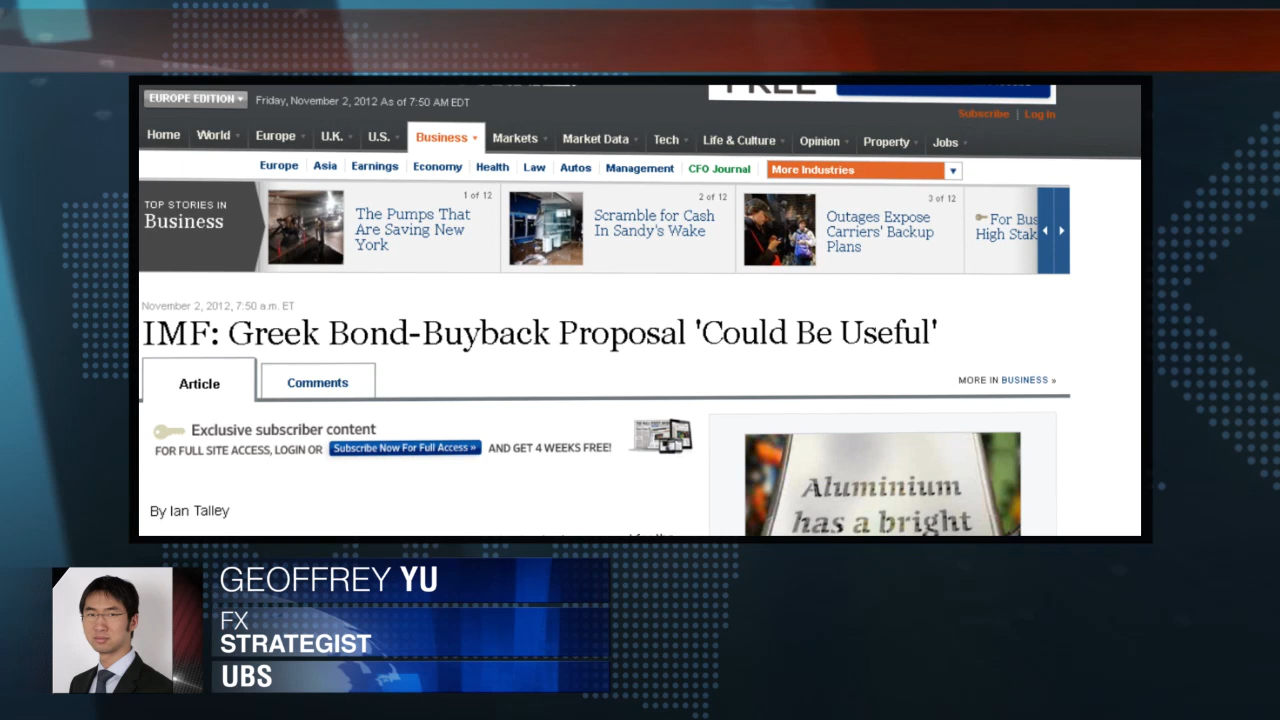 FREE
EUROPE EDITION
Friday, November 2, 2012 As of 7:50 AM EDT
Subscribe | Log In
Home World Europe U.K. U.S. Business Markets Market Data Tech Life & Culture Opinion Property Jobs
Europe Asia Earnings Economy Health Law Autos Management CFO Journal More Industries
TOP STORIES IN
Business
1 of 12
The Pumps That
Are Saving New
York
2 of 12
Scramble for Cash
In Sandy's Wake
3 of 12
Outages Expose
Carriers' Backup
Plans
For Bus
High Stak
November 2, 2012, 7:50 a.m. ET
IMF: Greek Bond-Buyback Proposal 'Could Be Useful'
Article
Comments
MORE IN BUSINESS »
Exclusive subscriber content
FOR FULL SITE ACCESS, LOGIN OR Subscribe Now For Full Access » AND GET 4 WEEKS FREE!
By Ian Talley
Aluminium
has a bright
GEOFFREY YU
FX
STRATEGIST
UBS